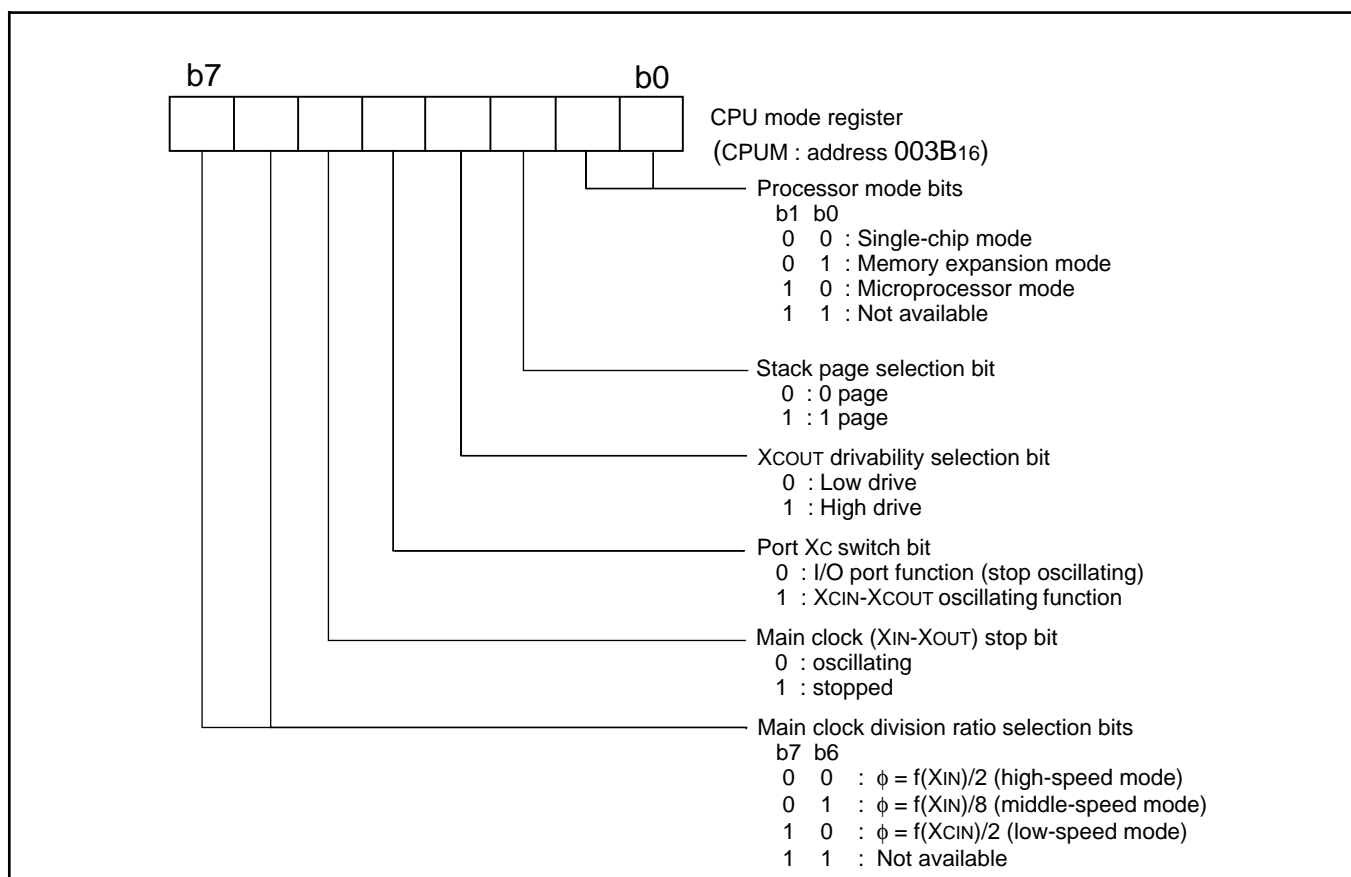 b7 b0
CPU mode register
(CPUM : address 003B16)
Processor mode bits
b1 b0
0 0 : Single-chip mode
0 1 : Memory expansion mode
1 0 : Microprocessor mode
1 1 : Not available
Stack page selection bit
0 : 0 page
1 : 1 page
XCOUT drivability selection bit
0 : Low drive
1 : High drive
Port XC switch bit
0 : I/O port function (stop oscillating)
1 : XCIN-XCOUT oscillating function
Main clock (XIN-XOUT) stop bit
0 : oscillating
1 : stopped
Main clock division ratio selection bits
b7 b6
0 0 : φ = f(XIN)/2 (high-speed mode)
0 1 : φ = f(XIN)/8 (middle-speed mode)
1 0 : φ = f(XCIN)/2 (low-speed mode)
1 1 : Not available